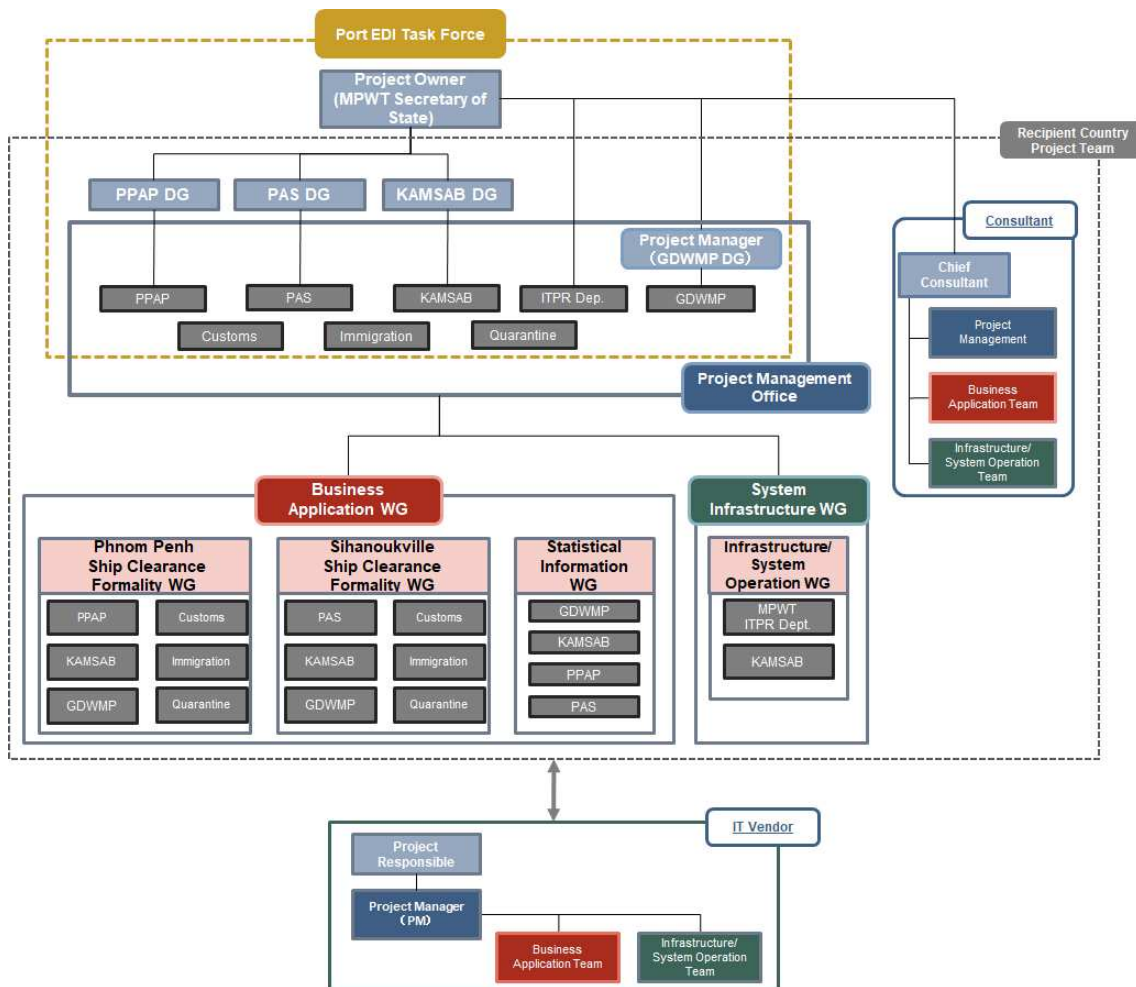 Port EDI Task Force
Project Owner
(MPWT Secretary of
State)
Recipient Country
Project Team
PPAP DG
PAS DG
KAMSAB DG
Consultant
Project Manager
(GDWMP DG)
Chief
Consultant
PPAP
PAS
KAMSAB
ITPR Dep.
GDWMP
Customs
Immigration
Quarantine
Project
Management
Project Management
Office
Business
Application Team
Infrastructure/
System Operation
Team
Business
Application WG
System
Infrastructure WG
Phnom Penh
Ship Clearance
Formality WG
PPAP
Customs
KAMSAB
Immigration
GDWMP
Quarantine
Sihanoukville
Ship Clearance
Formality WG
PAS
Customs
KAMSAB
Immigration
GDWMP
Quarantine
Statistical
Information
WG
GDWMP
KAMSAB
PPAP
PAS
Infrastructure/
System
Operation WG
MPWT
ITPR Dept.
KAMSAB
IT Vendor
Project
Responsible
Project Manager
(PM)
Business
Application Team
Infrastructure/
System Operation
Team